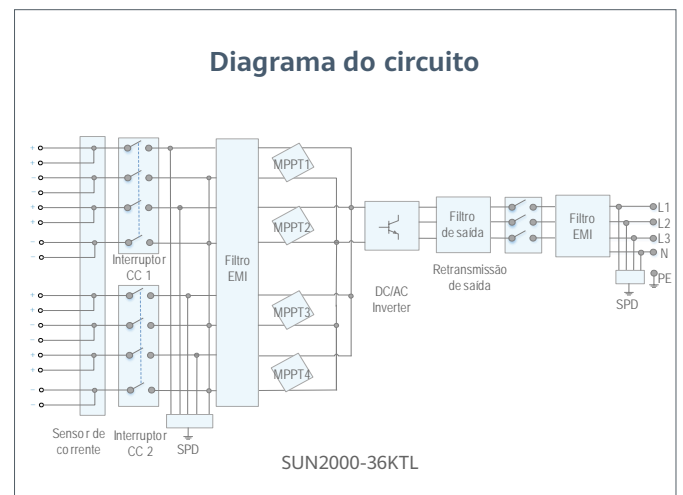 Diagrama do circuito
+
+
−
−
+
+
−
−
Interruptor
CC 1
+
+
−
−
+
+
−
−
Sensor de
corrente
Interruptor
CC 2
SPD
Filtro
EMI
MPPT1
MPPT2
MPPT3
MPPT4
DC/AC
Inverter
Filtro
de saída
Retransmissão
de saída
Filtro
EMI
L1
L2
L3
N
PE
SPD
SUN2000-36KTL